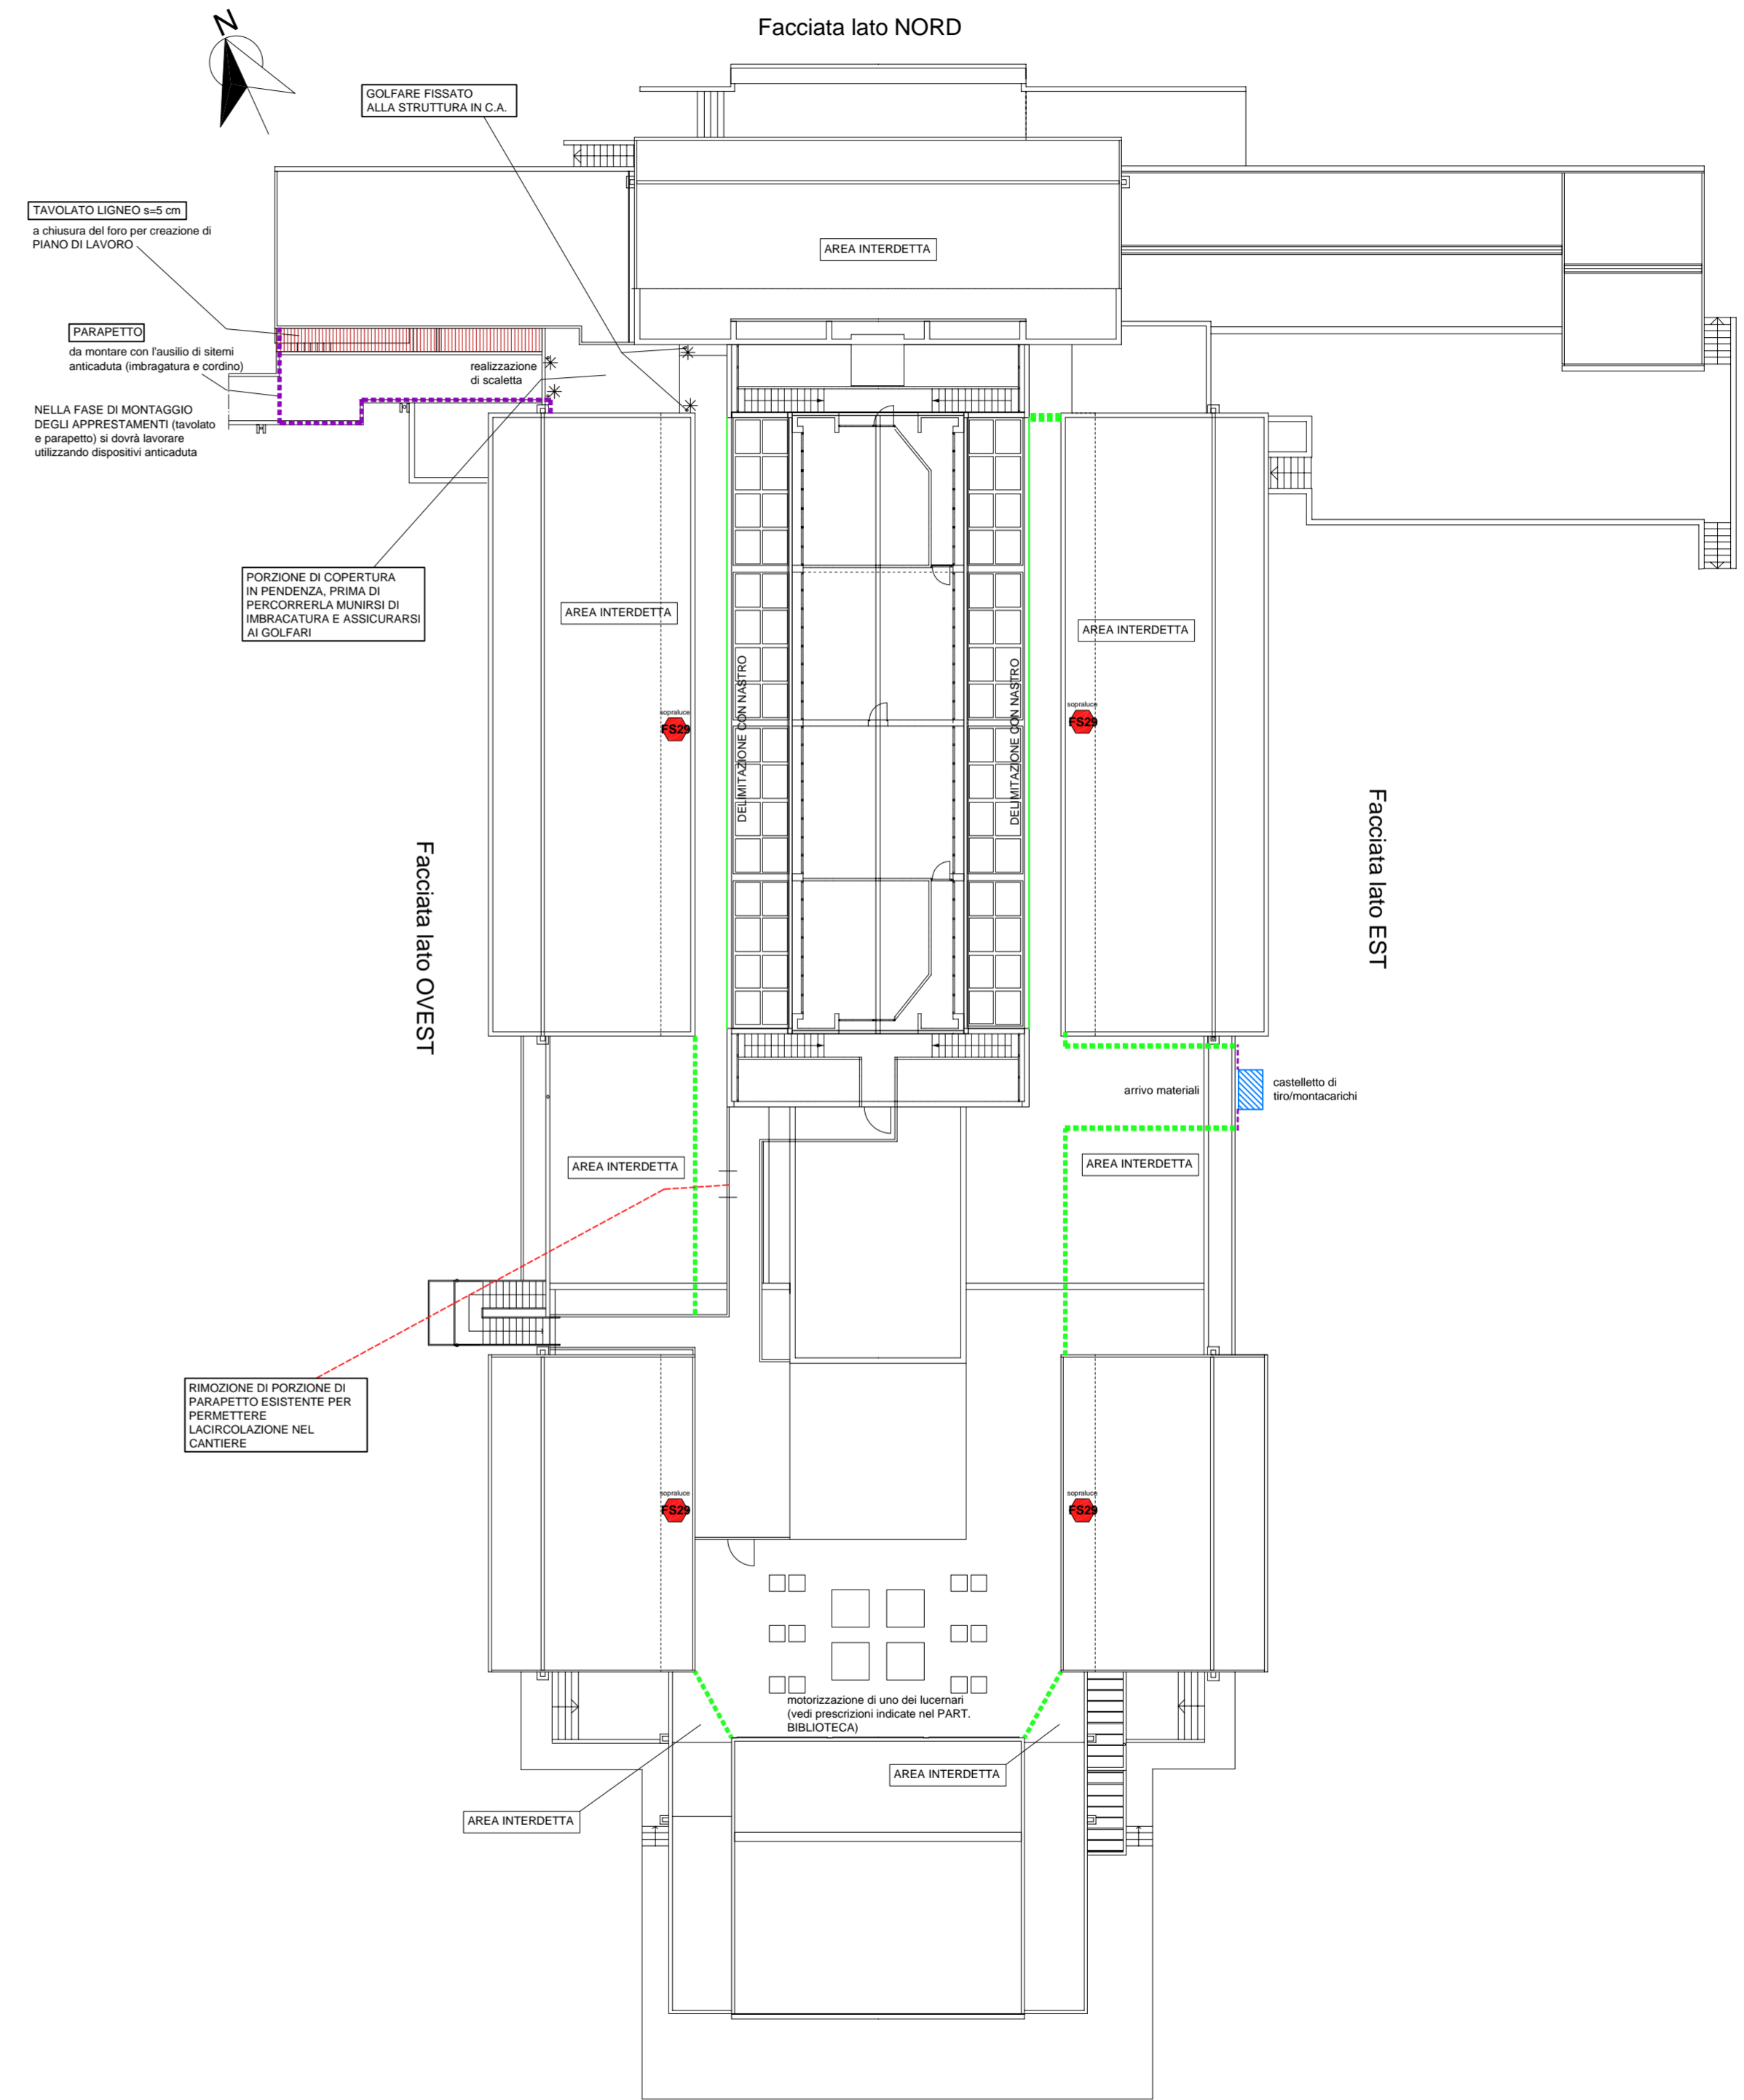 Facciata lato NORD
N
GOLFARE FISSATO
ALLA STRUTTURA IN C.A.
TAVOLATO LIGNEO s=5 cm
a chiusura del foro per creazione di
PIANO DI LAVORO
AREA INTERDETTA
PARAPETTO
da montare con l'ausilio di sitemi
anticaduta (imbragatura e cordino)
realizzazione
di scaletta
NELLA FASE DI MONTAGGIO
DEGLI APPRESTAMENTI (tavolato
e parapetto) si dovrà lavorare
utilizzando dispositivi anticaduta
PORZIONE DI COPERTURA
IN PENDENZA, PRIMA DI
PERCORRERLA MUNIRSI DI
IMBRACATURA E ASSICURARSI
AI GOLFARI
AREA INTERDETTA
AREA INTERDETTA
DELIMITAZIONE CON NASTRO
DELIMITAZIONE CON NASTRO
sopraluce
FS29
sopraluce
FS29
Facciata lato OVEST
Facciata lato EST
arrivo materiali
castelletto di
tiro/montacarichi
AREA INTERDETTA
AREA INTERDETTA
RIMOZIONE DI PORZIONE DI
PARAPETTO ESISTENTE PER
PERMETTERE
LACIRCOLAZIONE NEL
CANTIERE
sopraluce
FS29
sopraluce
FS29
motorizzazione di uno dei lucernari
(vedi prescrizioni indicate nel PART.
BIBLIOTECA)
AREA INTERDETTA
AREA INTERDETTA